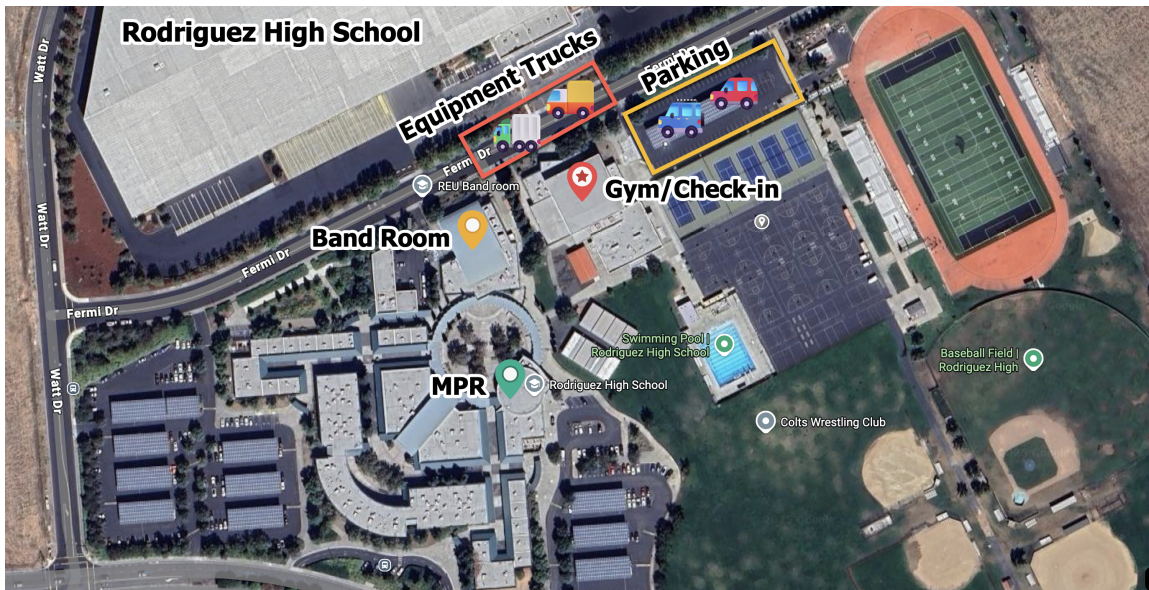 Rodriguez High School
Watt Dr
Equipment Trucks
Fermi Dr
Parking
Fermi Dr
REU Band room
Gym/Check-in
Watt Dr
Band Room
Fermi Dr
Fermi Dr
Swimming Pool |
Rodriguez High School
Baseball Field |
Rodriguez High
MPR
Rodriguez High School
Watt Dr
Colts Wrestling Club